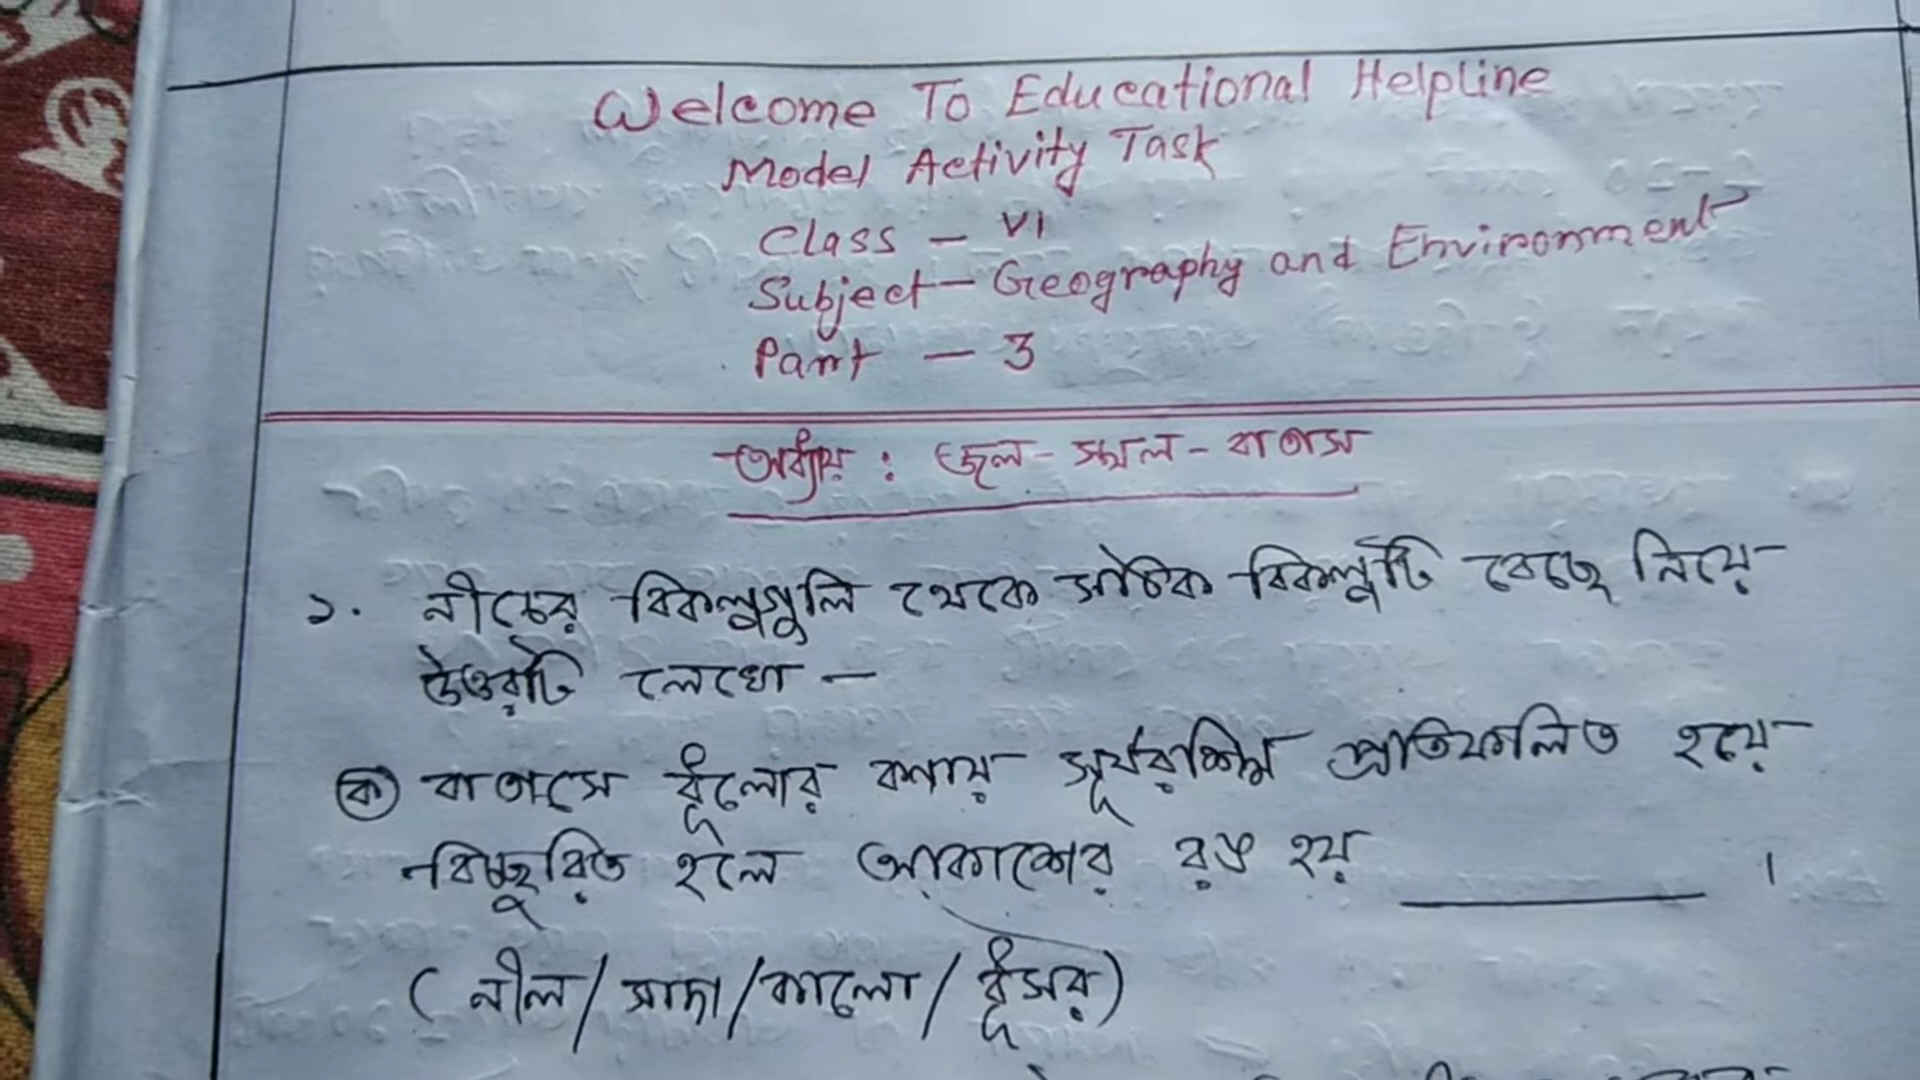 Welcome To Educational Helpline
Model Activity Task
Class - VI
Subject - Geography and Environment
Part - 3
অধ্যায় : জল - স্থল - বাতাস
১. নীচের বিকল্পগুলি থেকে সঠিক বিকল্পটি বেছে নিয়ে
উত্তরটি লেখো -
ক বাতাসে ধূলোর কণায় সূর্যরশ্মি প্রতিফলিত হয়ে
বিচ্ছুরিত হলে আকাশের রঙ হয় ______ ।
( নীল / সাদা / কালো / ধূসর )